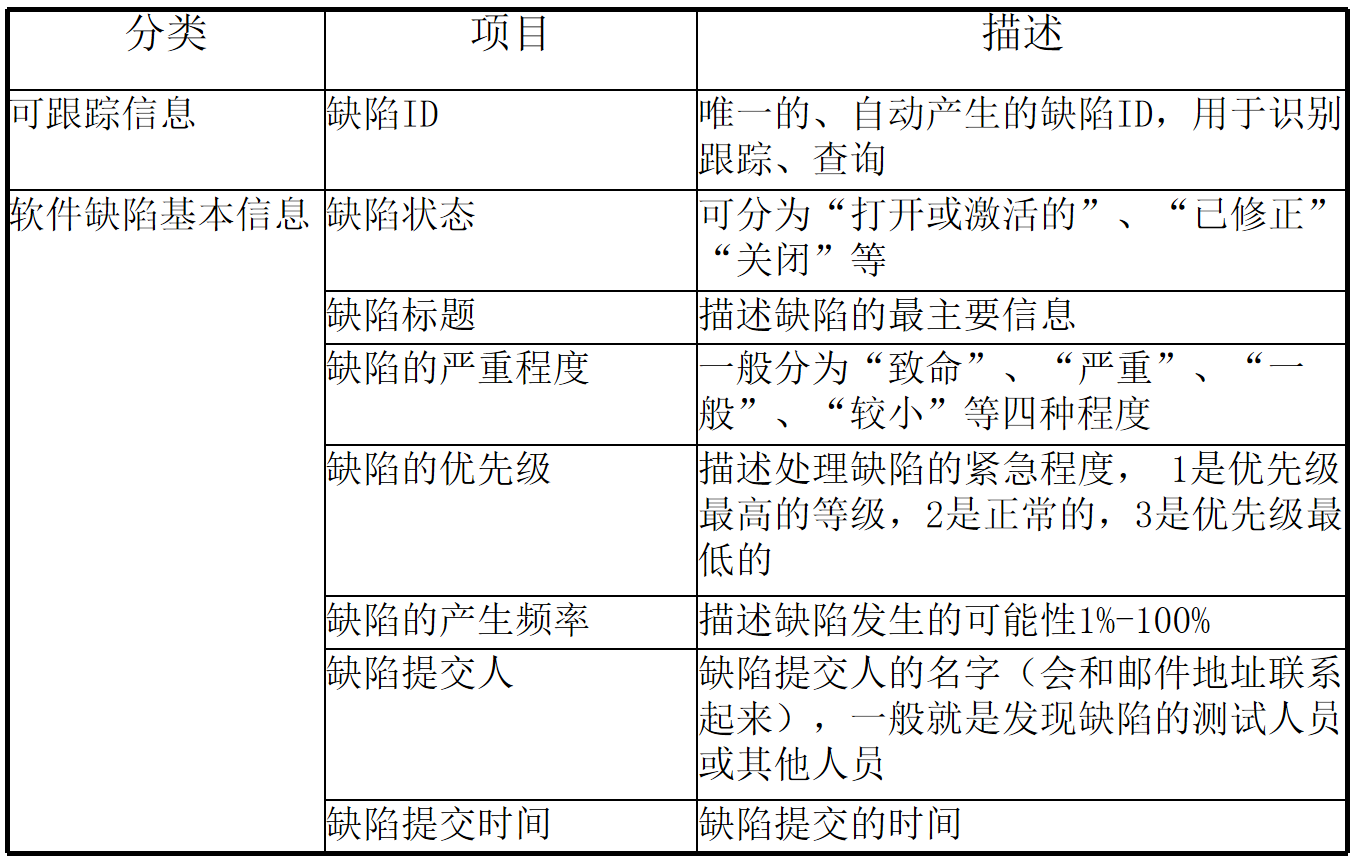 分类 项目 描述
可跟踪信息 缺陷ID 唯一的、自动产生的缺陷ID，用于识别
跟踪、查询
软件缺陷基本信息 缺陷状态 可分为“打开或激活的”、“已修正”
“关闭”等
缺陷标题 描述缺陷的最主要信息
缺陷的严重程度 一般分为“致命”、“严重”、“一
般”、“较小”等四种程度
缺陷的优先级 描述处理缺陷的紧急程度， 1是优先级
最高的等级，2是正常的，3是优先级最
低的
缺陷的产生频率 描述缺陷发生的可能性1%-100%
缺陷提交人 缺陷提交人的名字（会和邮件地址联系
起来），一般就是发现缺陷的测试人员
或其他人员
缺陷提交时间 缺陷提交的时间